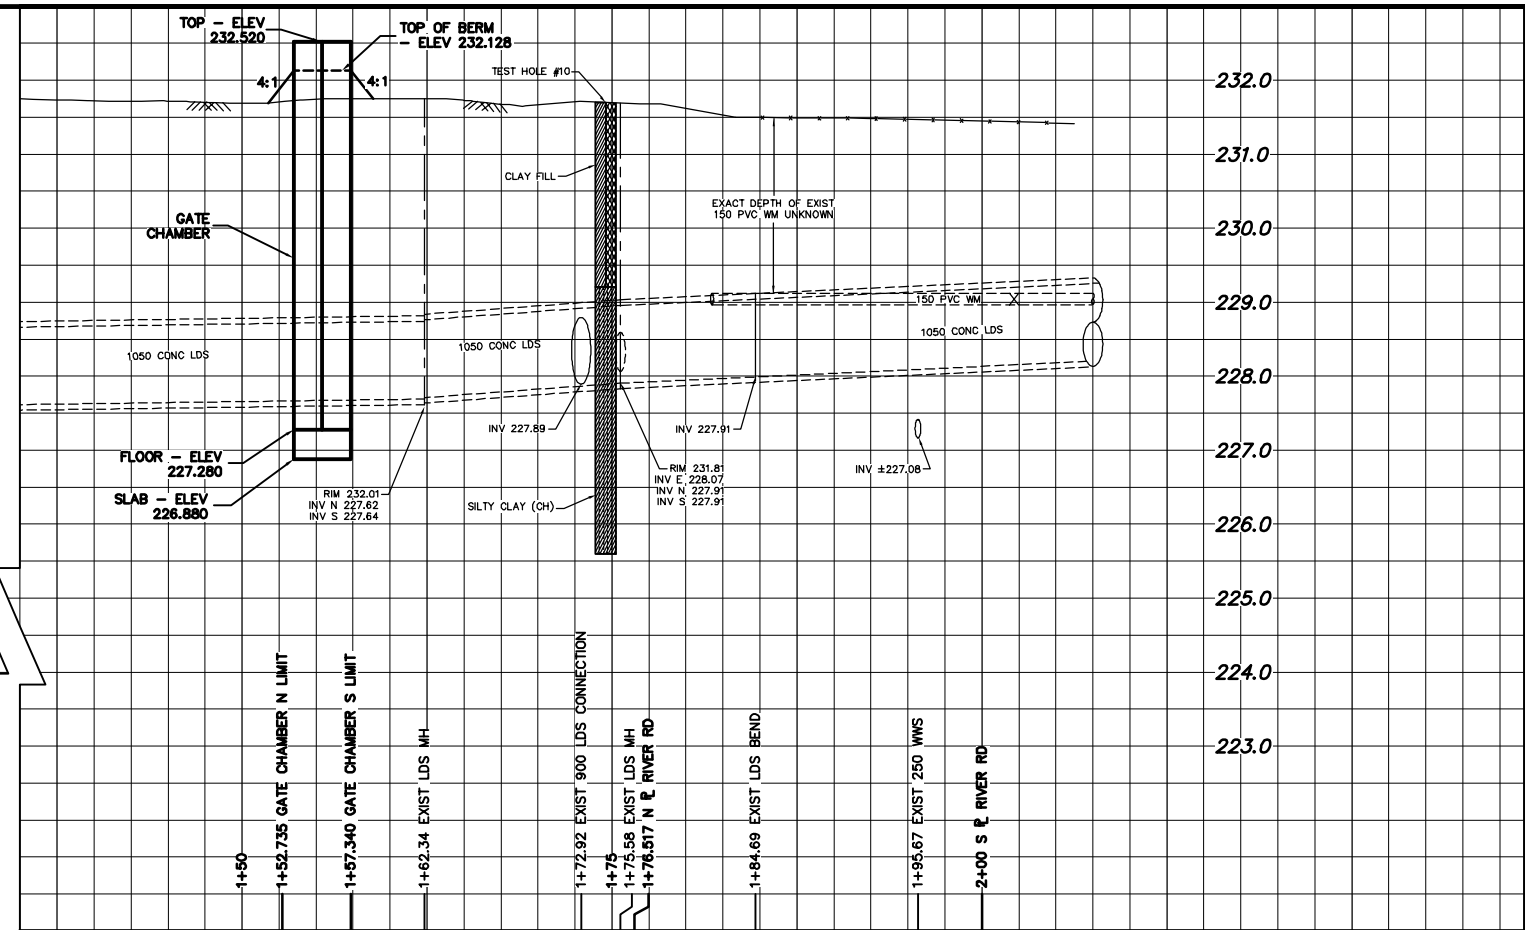 TOP - ELEV
232.520
TOP OF BERM
- ELEV 232.128
4:1
4:1
TEST HOLE #10
232.0
CLAY FILL
231.0
EXACT DEPTH OF EXIST
150 PVC WM UNKNOWN
GATE
CHAMBER
230.0
150 PVC WM
229.0
1050 CONC LDS
1050 CONC LDS
1050 CONC LDS
228.0
INV 227.89
INV 227.91
227.0
FLOOR - ELEV
227.280
INV ±227.08
RIM 231.81
INV E 228.07
INV N 227.91
INV S 227.91
SLAB - ELEV
226.880
RIM 232.01
INV N 227.62
INV S 227.64
SILTY CLAY (CH)
226.0
225.0
224.0
223.0
1+50
1+52.735 GATE CHAMBER N LIMIT
1+57.340 GATE CHAMBER S LIMIT
1+62.34 EXIST LDS MH
1+72.92 EXIST 900 LDS CONNECTION
1+75
1+75.58 EXIST LDS MH
1+76.517 N PL RIVER RD
1+84.69 EXIST LDS BEND
1+95.67 EXIST 250 WWS
2+00 S PL RIVER RD